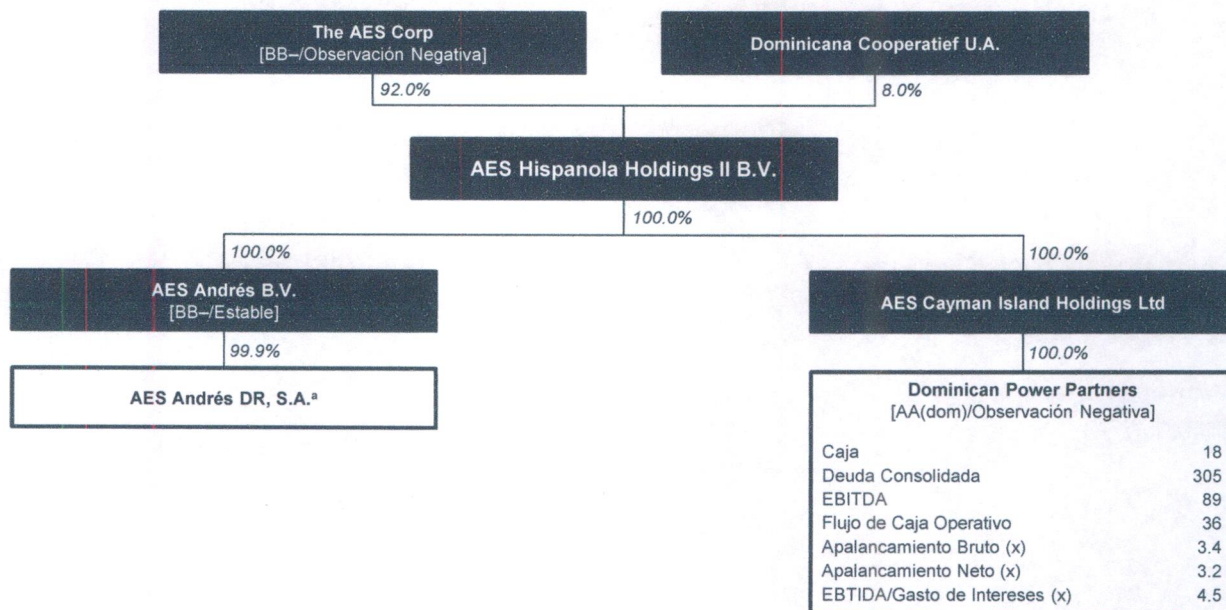 The AES Corp
[BB–/Observación Negativa]
Dominicana Cooperatief U.A.
92.0%
8.0%
AES Hispanola Holdings II B.V.
100.0%
100.0%
100.0%
AES Andrés B.V.
[BB–/Estable]
AES Cayman Island Holdings Ltd
99.9%
100.0%
AES Andrés DR, S.A.ª
Dominican Power Partners
[AA(dom)/Observación Negativa]
Caja 18
Deuda Consolidada 305
EBITDA 89
Flujo de Caja Operativo 36
Apalancamiento Bruto (x) 3.4
Apalancamiento Neto (x) 3.2
EBTIDA/Gasto de Intereses (x) 4.5